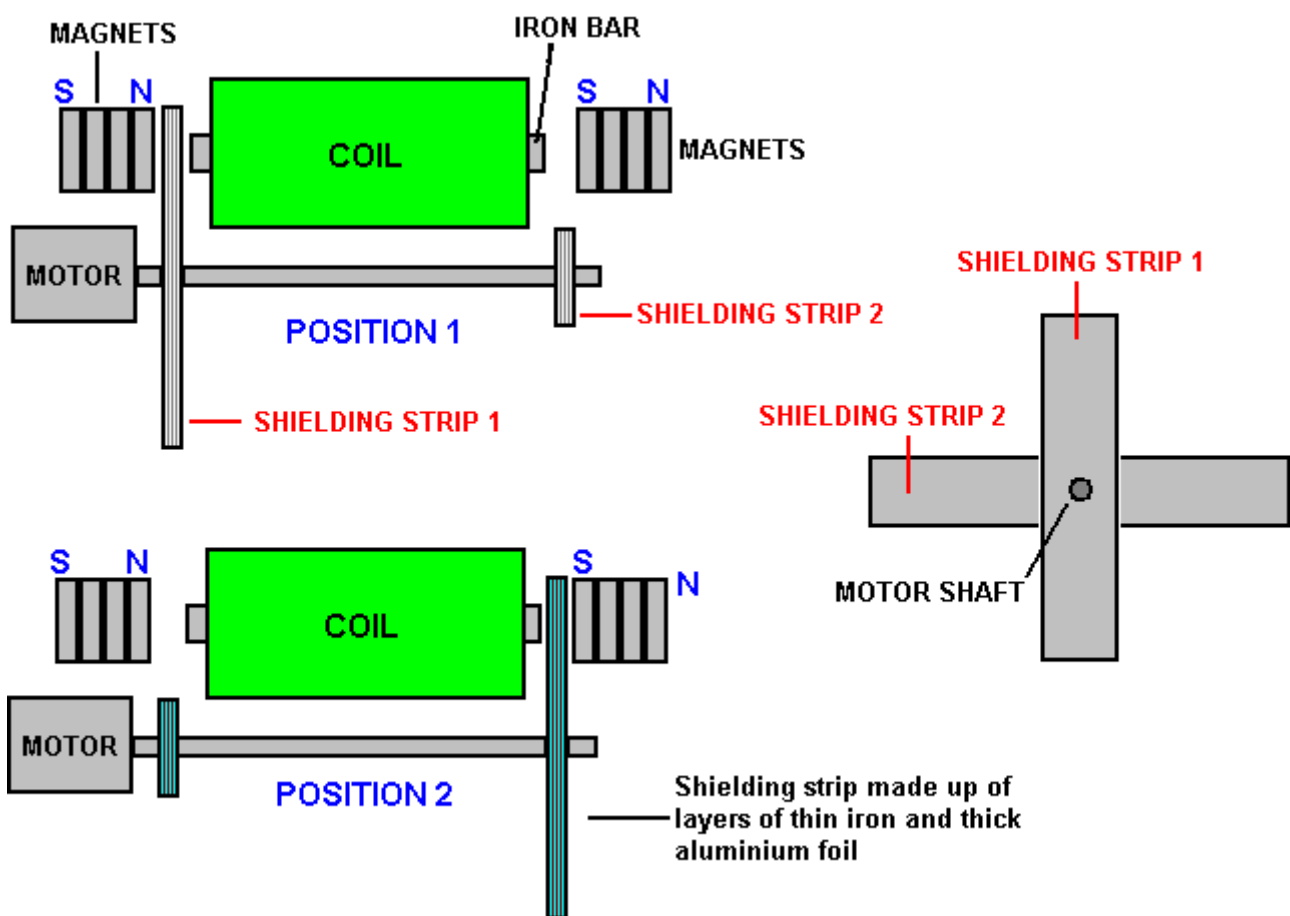 MAGNETS
IRON BAR
S N
S N
COIL
MAGNETS
MOTOR
SHIELDING STRIP 2
POSITION 1
SHIELDING STRIP 1
SHIELDING STRIP 1
SHIELDING STRIP 2
MOTOR SHAFT
S N
S
N
COIL
MOTOR
POSITION 2
Shielding strip made up of
layers of thin iron and thick
aluminium foil